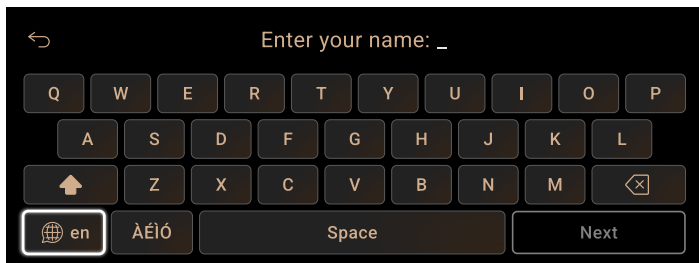 Enter your name: _
Q W E R T Y U I O P
A S D F G H J K L
Z X C V B N M
en ÀÉÌÓ Space Next